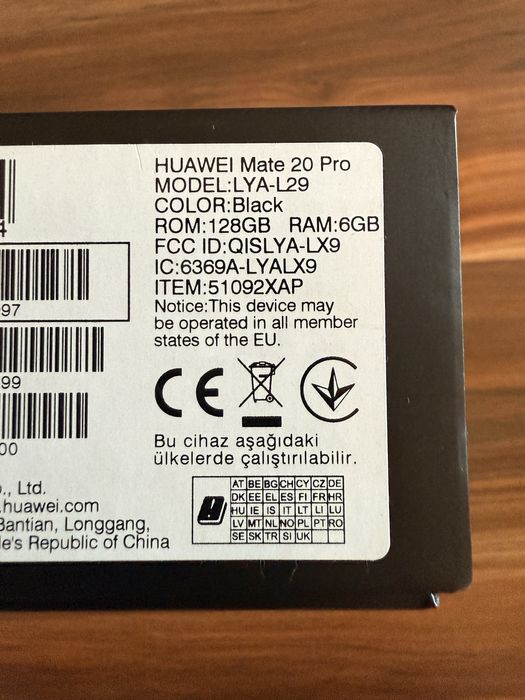 HUAWEI Mate 20 Pro
MODEL:LYA-L29
COLOR:Black
ROM:128GB RAM:6GB
FCC ID:QISLYA-LX9
IC:6369A-LYALX9
ITEM:51092XAP
Notice:This device may
be operated in all member
states of the EU.
4
97
99
00
CE
Bu cihaz aşağıdaki
ülkelerde çalıştırılabilir.
AT BE BG CH CY CZ DE
DK EE EL ES FI FR HR
HU IE IS IT LT LI LU
LV MT NL NO PL PT RO
SE SK TR SI UK
o., Ltd.
.huawei.com
Bantian, Longgang,
le's Republic of China